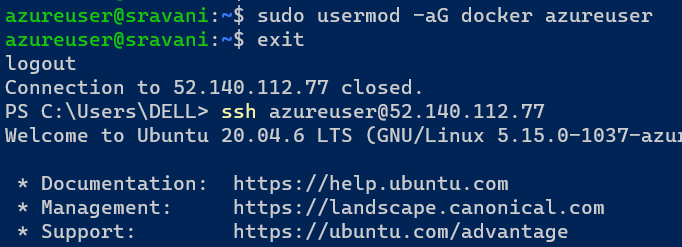 azureuser@sravani:~$ sudo usermod -aG docker azureuser
azureuser@sravani:~$ exit
logout
Connection to 52.140.112.77 closed.
PS C:\Users\DELL> ssh azureuser@52.140.112.77
Welcome to Ubuntu 20.04.6 LTS (GNU/Linux 5.15.0-1037-azu
* Documentation: https://help.ubuntu.com
* Management: https://landscape.canonical.com
* Support: https://ubuntu.com/advantage